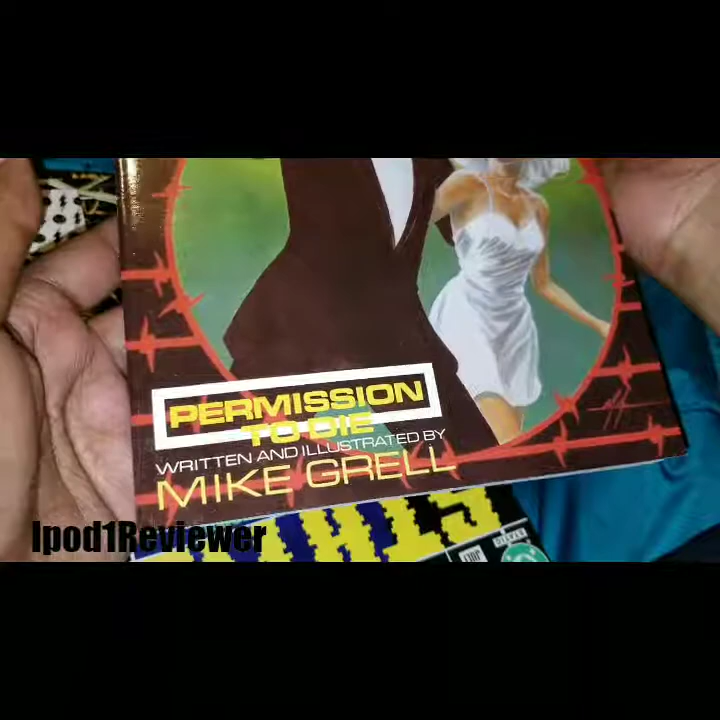 PERMISSION
TO DIE
WRITTEN AND ILLUSTRATED BY
MIKE GRELL
Ipod1Reviewer